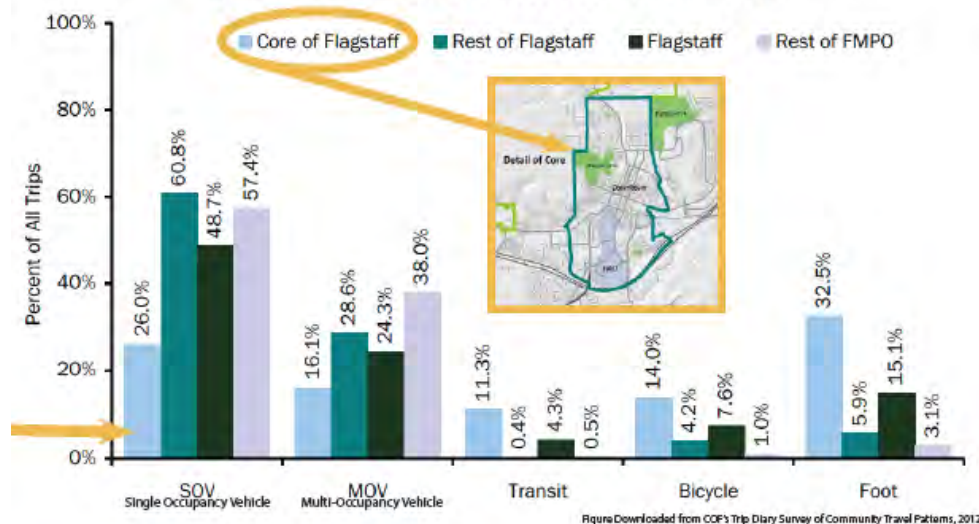 100%
Core of Flagstaff
Rest of Flagstaff
Flagstaff
Rest of FMPO
80%
60%
40%
20%
0%
Percent of All Trips
Detail of Core
Downtown
26.0%
60.8%
48.7%
57.4%
16.1%
28.6%
24.3%
38.0%
11.3%
0.4%
4.3%
0.5%
14.0%
4.2%
7.6%
1.0%
32.5%
5.9%
15.1%
3.1%
SOV
Single Occupancy Vehicle
MOV
Multi-Occupancy Vehicle
Transit
Bicycle
Foot
Figure Downloaded from COF's Trip Diary Survey of Community Travel Patterns, 2012